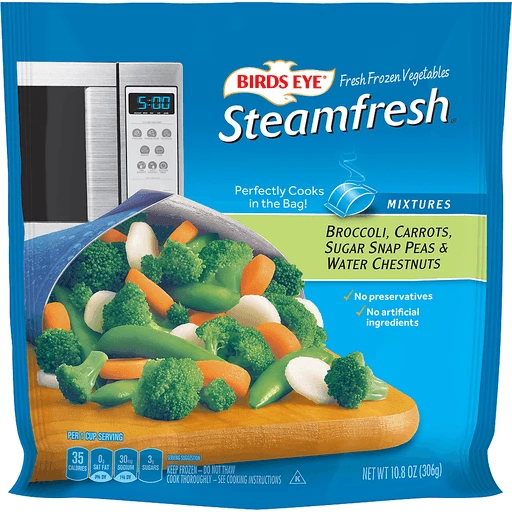 5:00
BIRDS EYE®
Fresh Frozen Vegetables
Steamfresh
Perfectly Cooks
in the Bag!
MIXTURES
BROCCOLI, CARROTS,
SUGAR SNAP PEAS &
WATER CHESTNUTS
✓No preservatives
✓No artificial
ingredients
PER 1 CUP SERVING
35
CALORIES
0g
SAT FAT
0% DV
30mg
SODIUM
1% DV
3g
SUGARS
SERVING SUGGESTION
KEEP FROZEN – DO NOT THAW
COOK THOROUGHLY – SEE COOKING INSTRUCTIONS
K
NET WT 10.8 OZ (306g)